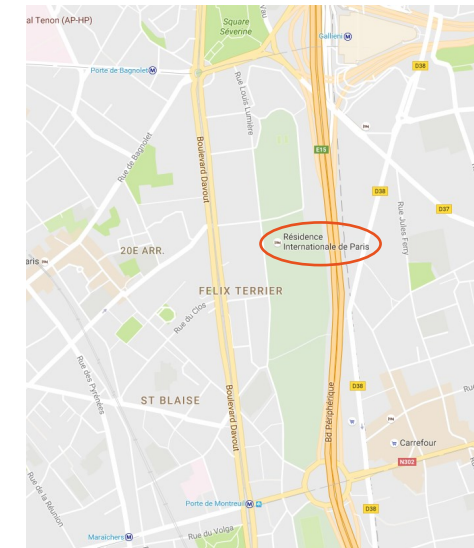 al Tenon (AP-HP)
Square
Séverine
Gallieni M
Porte de Bagnolet M
D38
Rue Louis Lumière
Rue de Bagnolet
Boulevard Davout
E15
D38
D37
Rue Jules Ferry
Résidence
Internationale de Paris
20E ARR.
aris
FELIX TERRIER
Rue du Clos
Rue des Pyrénées
ST BLAISE
Boulevard Davout
Bd Périphérique
D38
Carrefour
N302
Rue de la Réunion
Porte de Montreuil M
D38
Maraîchers M
Rue du Volga